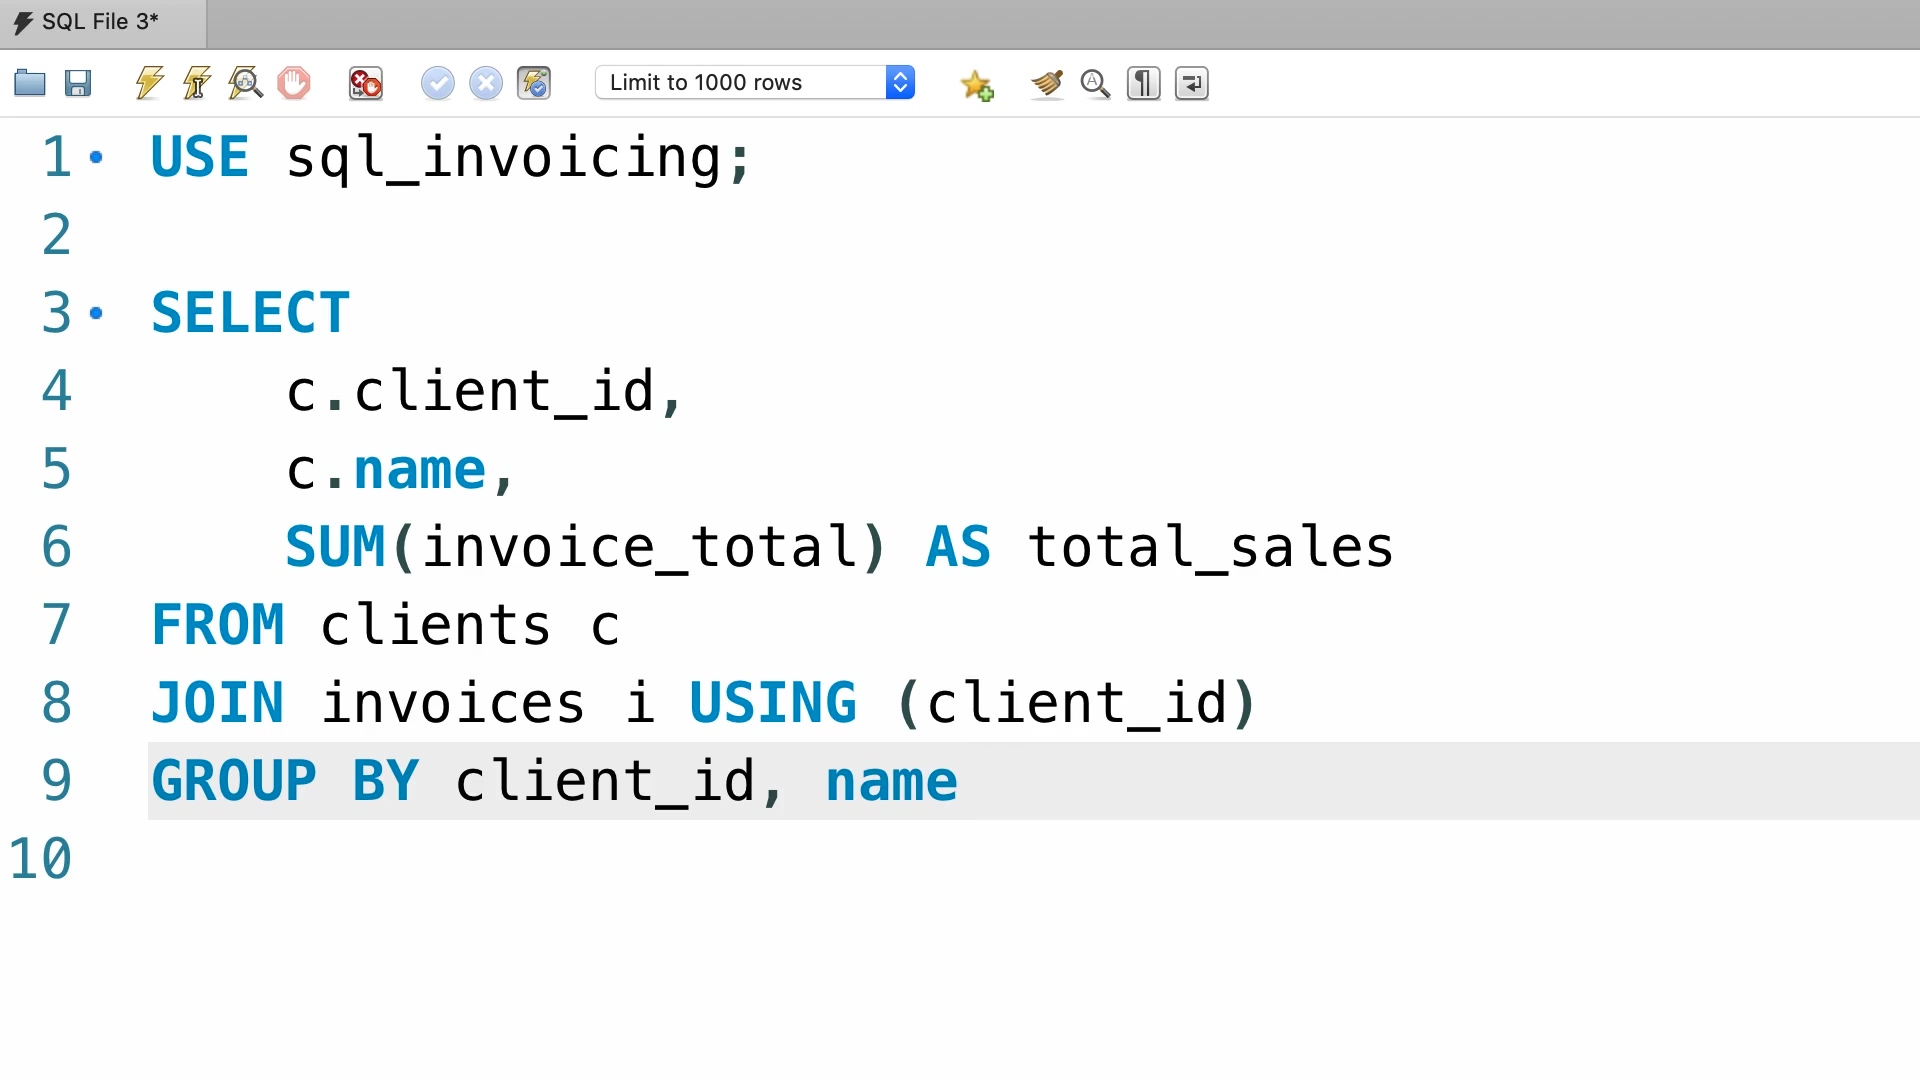 SQL File 3*
Limit to 1000 rows
1 USE sql_invoicing;
2
3 SELECT
4 c.client_id,
5 c.name,
6 SUM(invoice_total) AS total_sales
7 FROM clients c
8 JOIN invoices i USING (client_id)
9 GROUP BY client_id, name
10